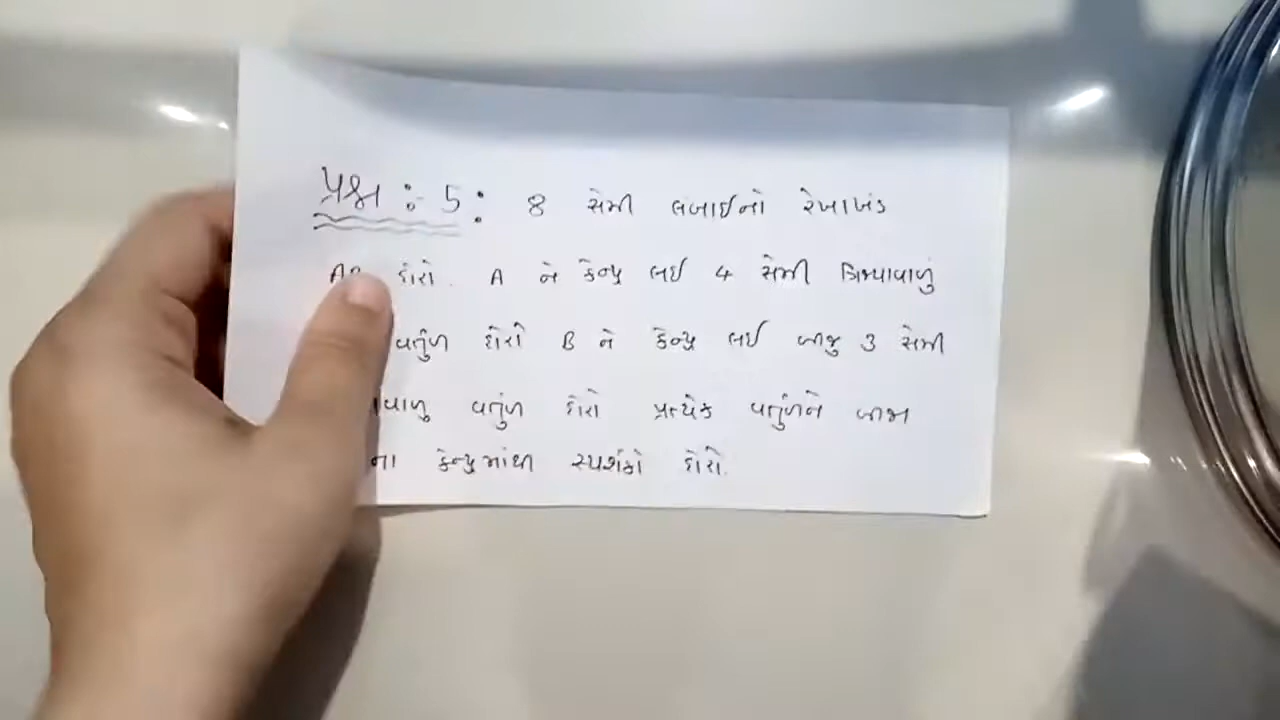 પ્રશ્ન :- 5 : 8 સેમી લંબાઈનો રેખાખંડ
દોરો. A ને કેન્દ્ર લઈ 4 સેમી ત્રિજ્યાવાળું
વર્તુળ દોરો B ને કેન્દ્ર લઈ બીજુ 3 સેમી
વાળુ વર્તુળ દોરો પ્રત્યેક વર્તુળને બીજા
ના કેન્દ્રમાંથી સ્પર્શકો દોરો.